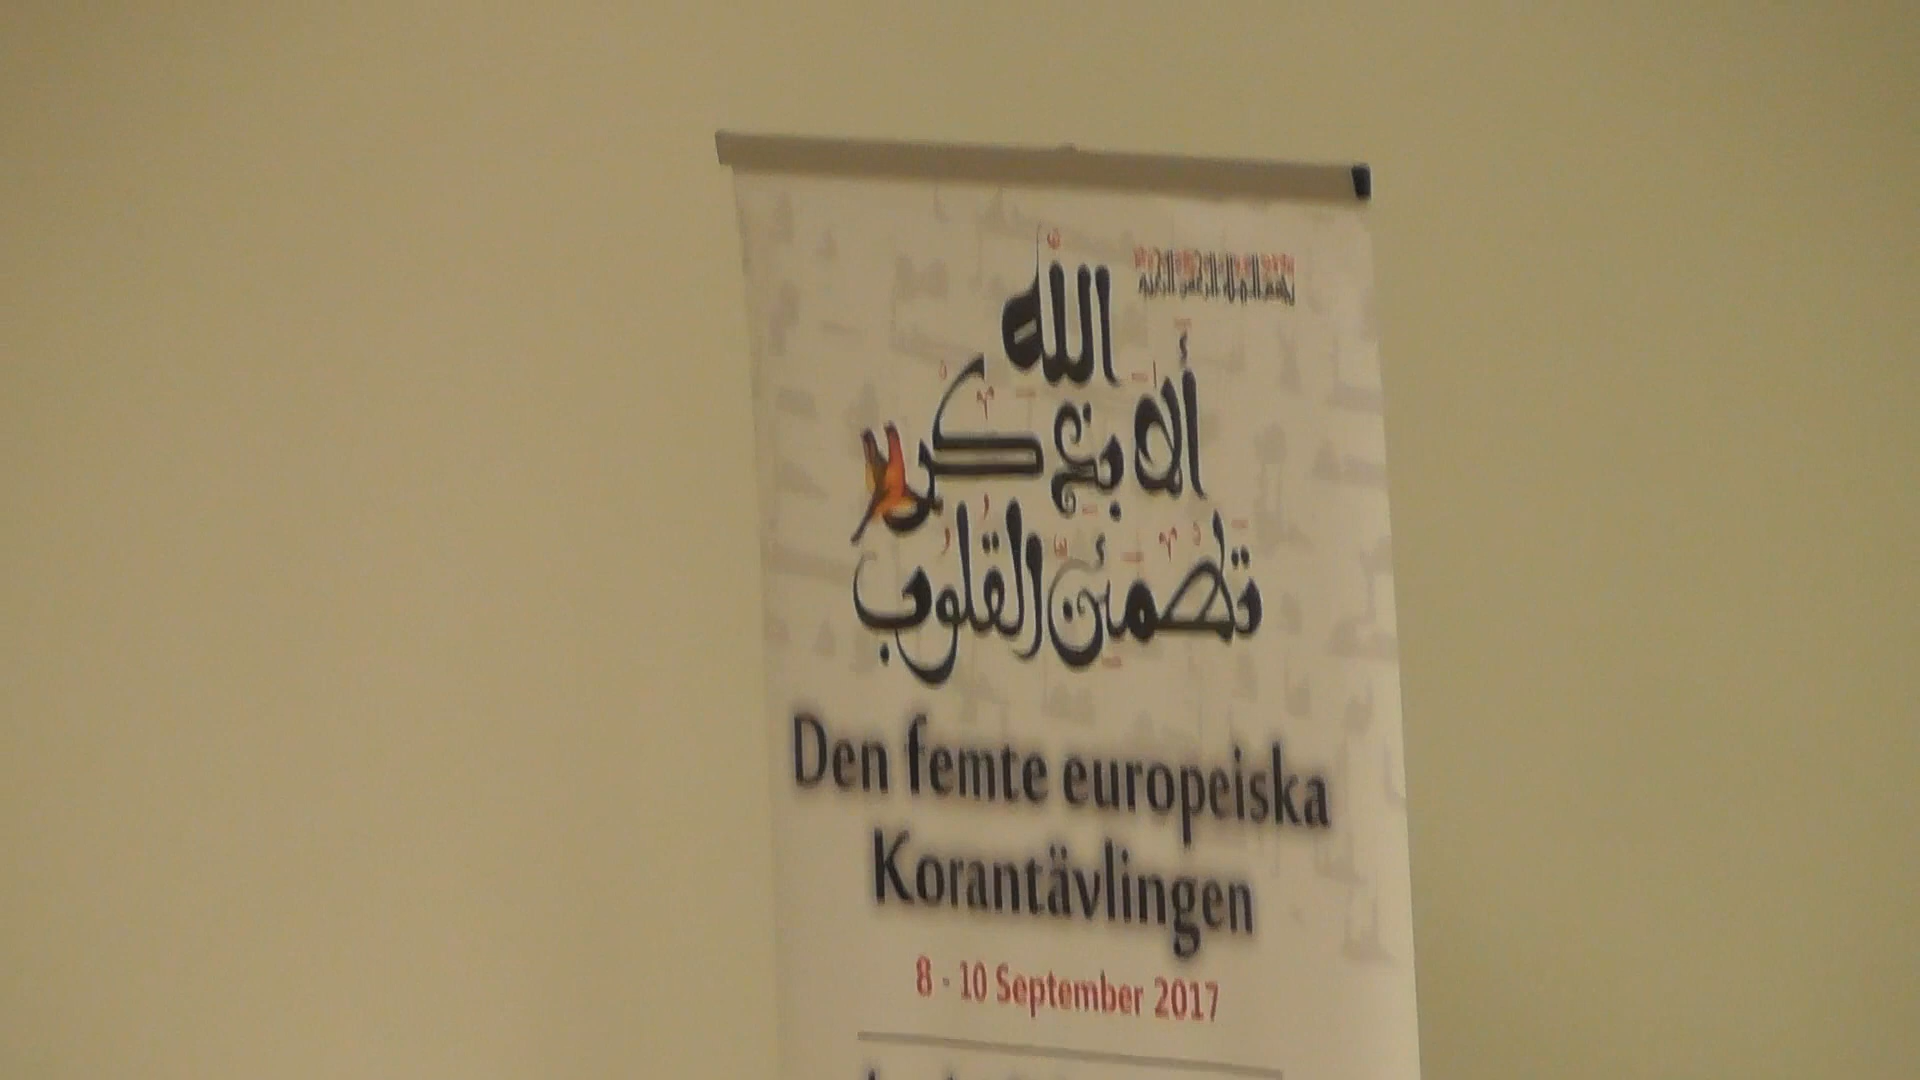 بسم الله الرحمن الرحيم
ألا بذكر الله
تطمئن القلوب
Den femte europeiska
Korantävlingen
8 - 10 September 2017